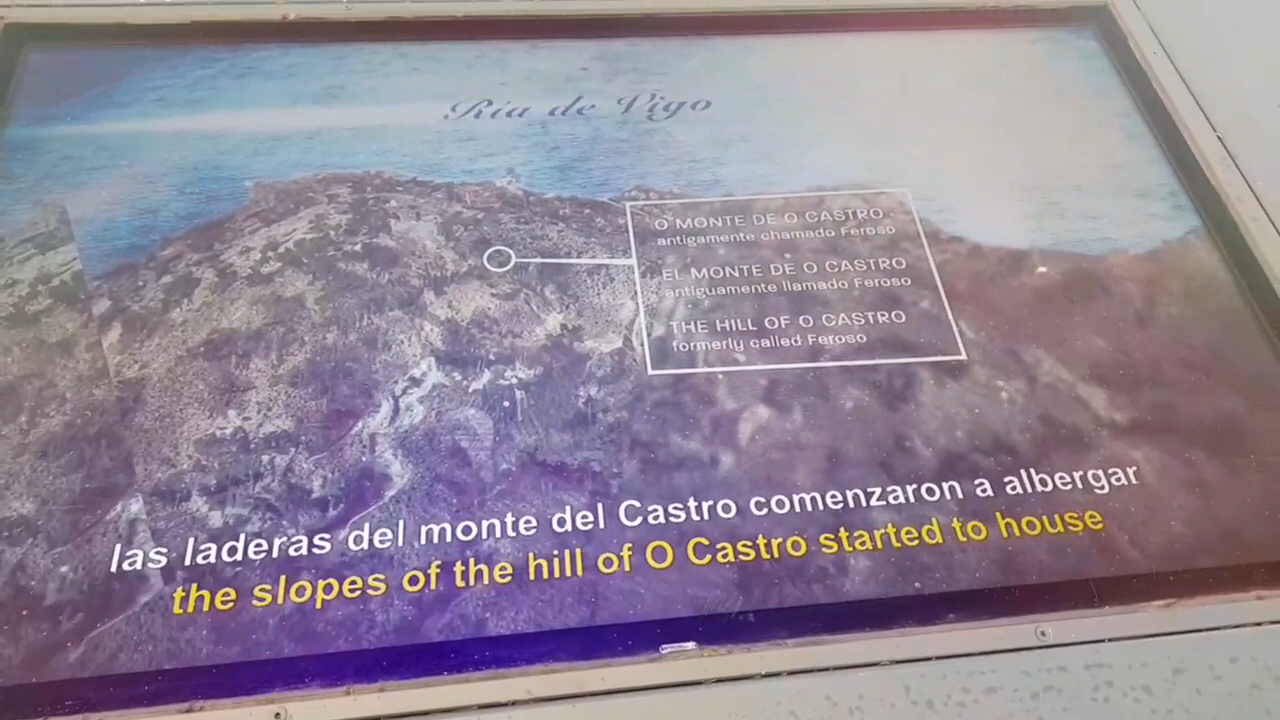 Ría de Vigo
O MONTE DE O CASTRO
antigamente chamado Feroso
EL MONTE DE O CASTRO
antiguamente llamado Feroso
THE HILL OF O CASTRO
formerly called Feroso
las laderas del monte del Castro comenzaron a albergar
the slopes of the hill of O Castro started to house